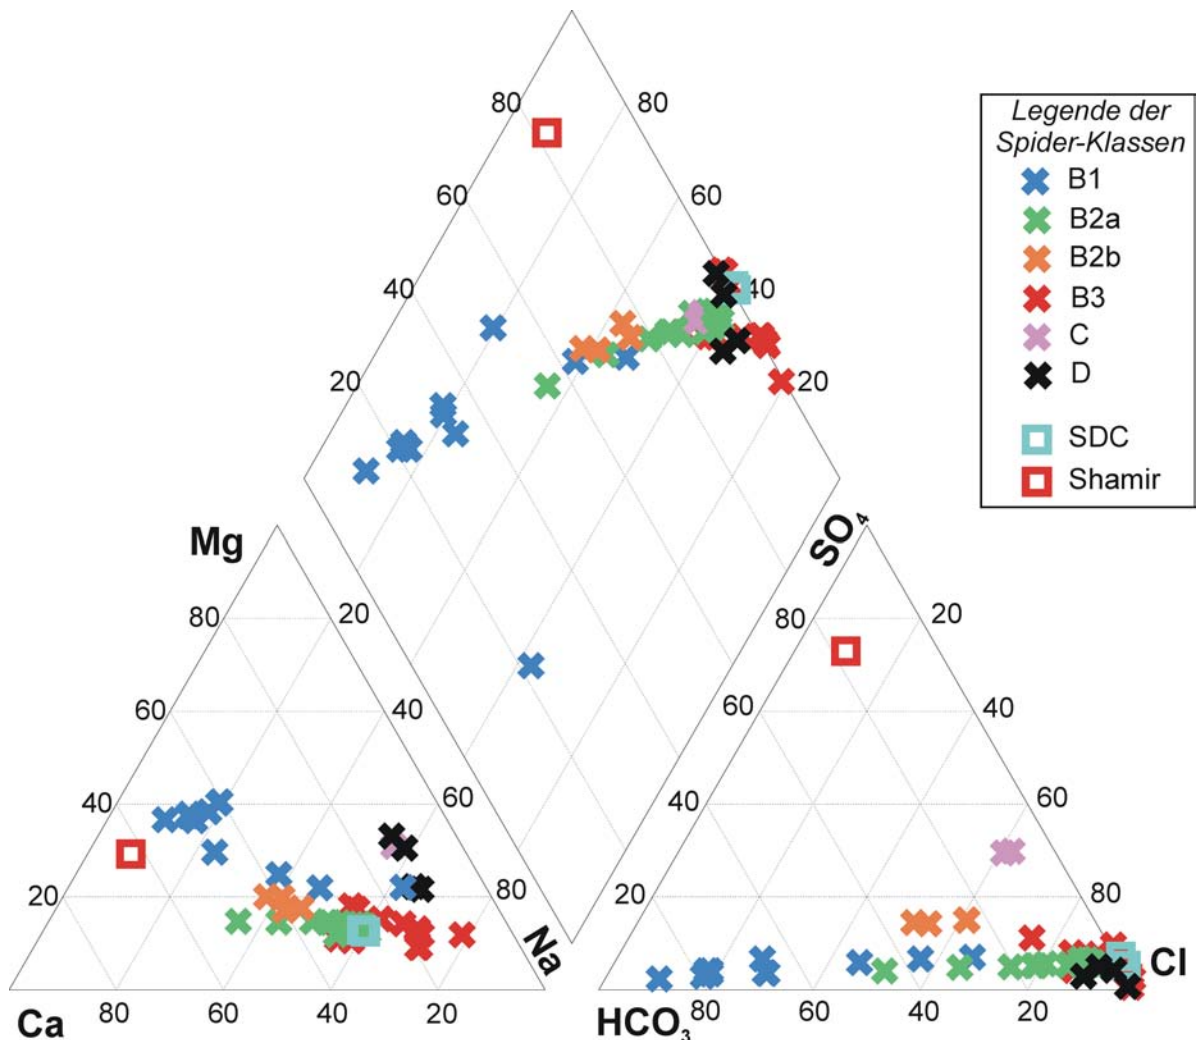 80 80
60 60
40 40
20 20
Legende der
Spider-Klassen
B1
B2a
B2b
B3
C
D
SDC
Shamir
Mg
80 20
60 40
40 60
20 80
Na
Ca
80 60 40 20
SO₄
80 20
60 40
40 60
20 80
Cl
HCO₃
80 60 40 20